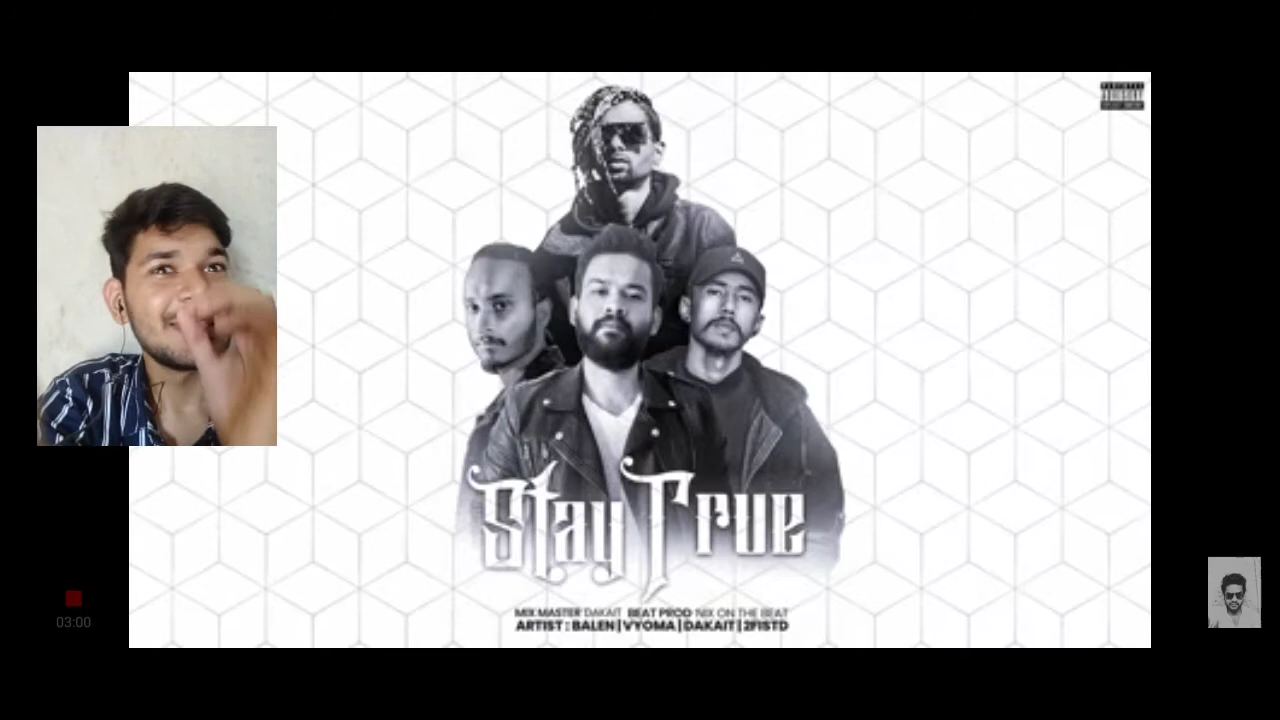 Stay True
MIX MASTER DAKAIT BEAT PROD NIX ON THE BEAT
ARTIST : BALEN | VYOMA | DAKAIT | 2FISTD
03:00